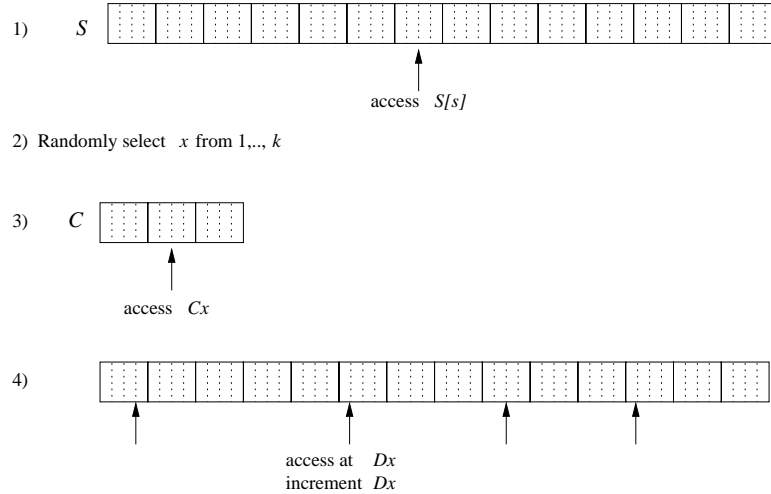 1) S
access S[s]
2) Randomly select x from 1,.., k
3) C
access Cx
4)
access at Dx
increment Dx